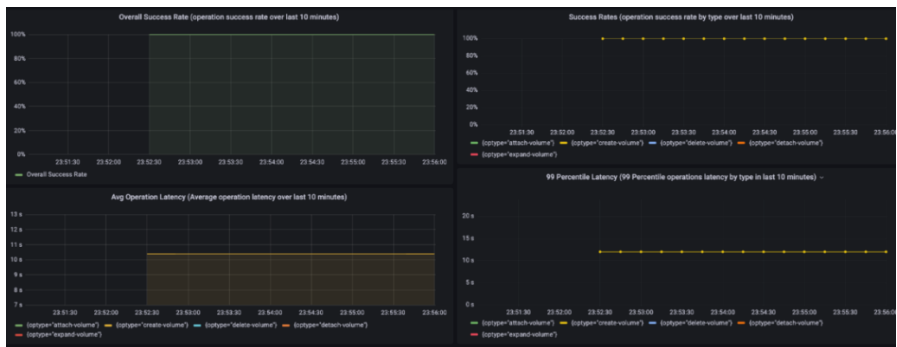 Overall Success Rate (operation success rate over last 10 minutes)
100%
80%
60%
40%
20%
0%
23:51:30 23:52:00 23:52:30 23:53:00 23:53:30 23:54:00 23:54:30 23:55:00 23:55:30 23:56:00
Overall Success Rate
Success Rates (operation success rate by type over last 10 minutes)
100%
80%
60%
40%
20%
0%
23:51:30 23:52:00 23:52:30 23:53:00 23:53:30 23:54:00 23:54:30 23:55:00 23:55:30 23:56:00
{optype="attach-volume"} {optype="create-volume"} {optype="delete-volume"} {optype="detach-volume"}
{optype="expand-volume"}
Avg Operation Latency (Average operation latency over last 10 minutes)
13 s
12 s
11 s
10 s
9 s
8 s
7 s
23:51:30 23:52:00 23:52:30 23:53:00 23:53:30 23:54:00 23:54:30 23:55:00 23:55:30 23:56:00
{optype="attach-volume"} {optype="create-volume"} {optype="delete-volume"} {optype="detach-volume"}
{optype="expand-volume"}
99 Percentile Latency (99 Percentile operations latency by type in last 10 minutes)
20 s
15 s
10 s
5 s
0 s
23:51:30 23:52:00 23:52:30 23:53:00 23:53:30 23:54:00 23:54:30 23:55:00 23:55:30 23:56:00
{optype="attach-volume"} {optype="create-volume"} {optype="delete-volume"} {optype="detach-volume"}
{optype="expand-volume"}